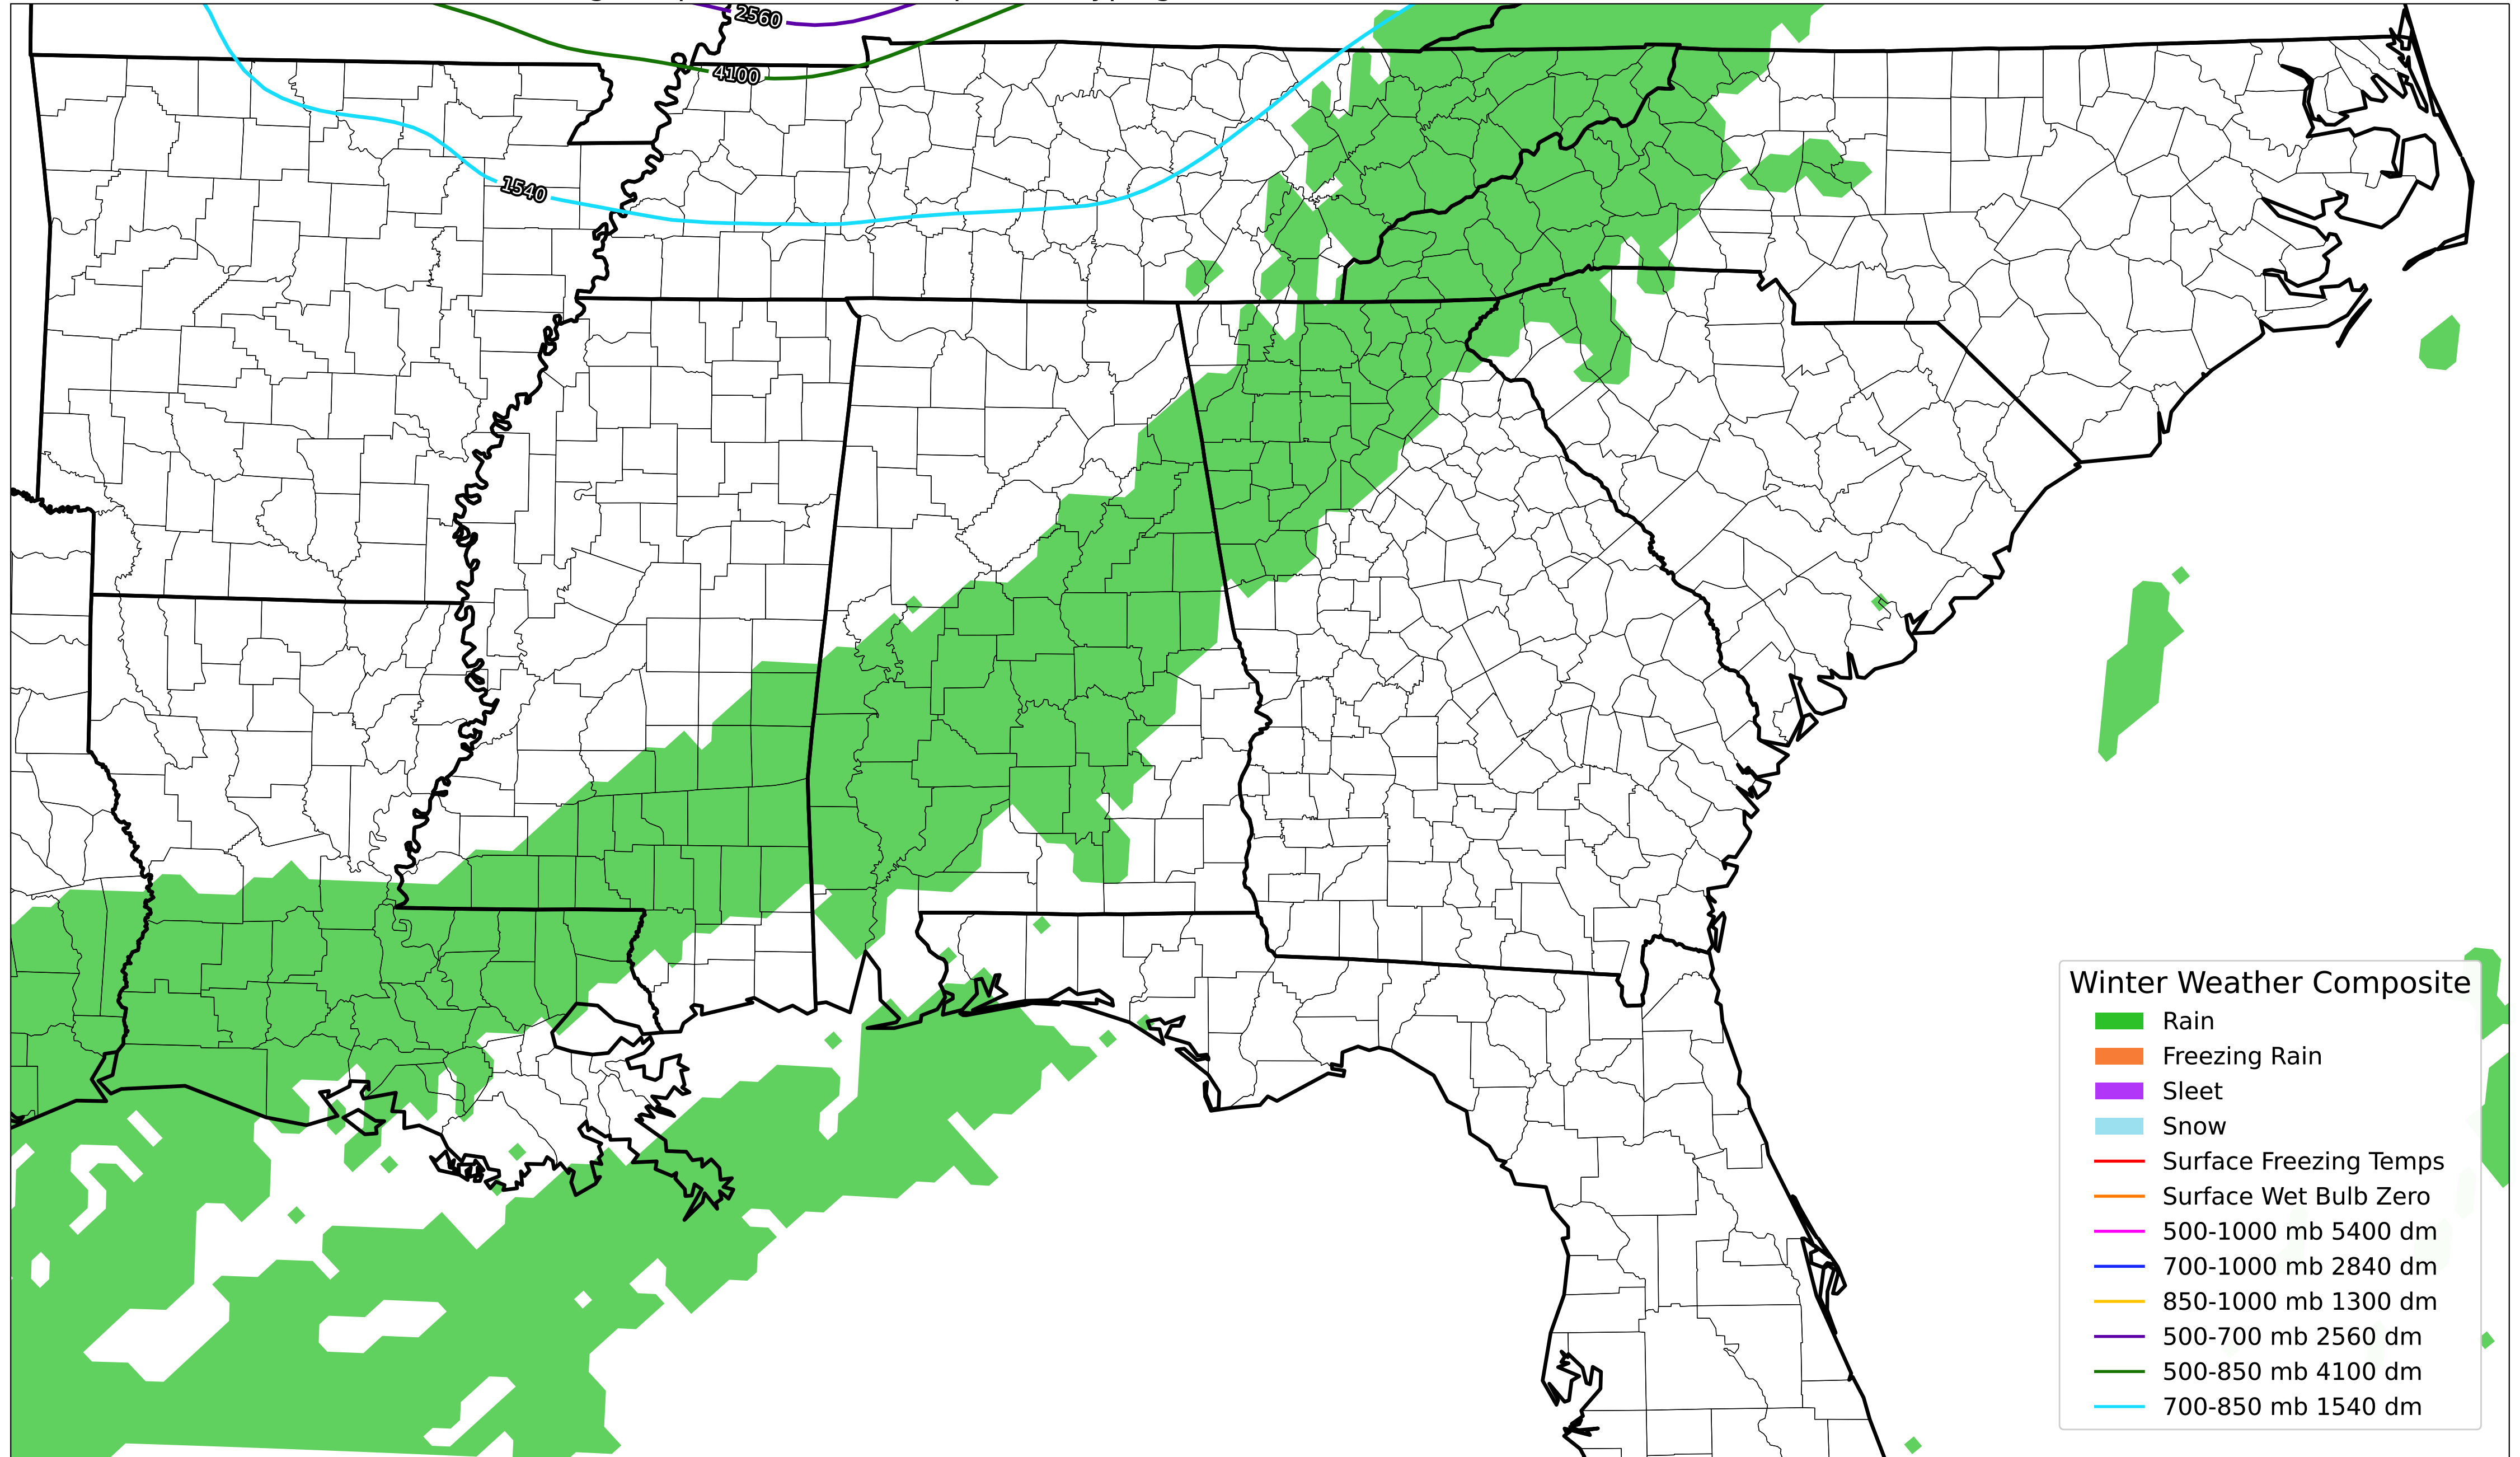 2560
4100
1540
Winter Weather Composite
Rain
Freezing Rain
Sleet
Snow
Surface Freezing Temps
Surface Wet Bulb Zero
500-1000 mb 5400 dm
700-1000 mb 2840 dm
850-1000 mb 1300 dm
500-700 mb 2560 dm
500-850 mb 4100 dm
700-850 mb 1540 dm